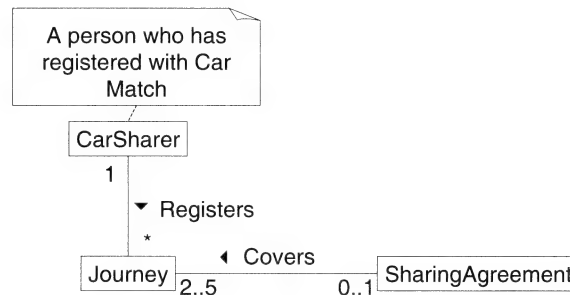 A person who has
registered with Car
Match
CarSharer
1
Registers
*
Covers
Journey
2..5
0..1
SharingAgreement